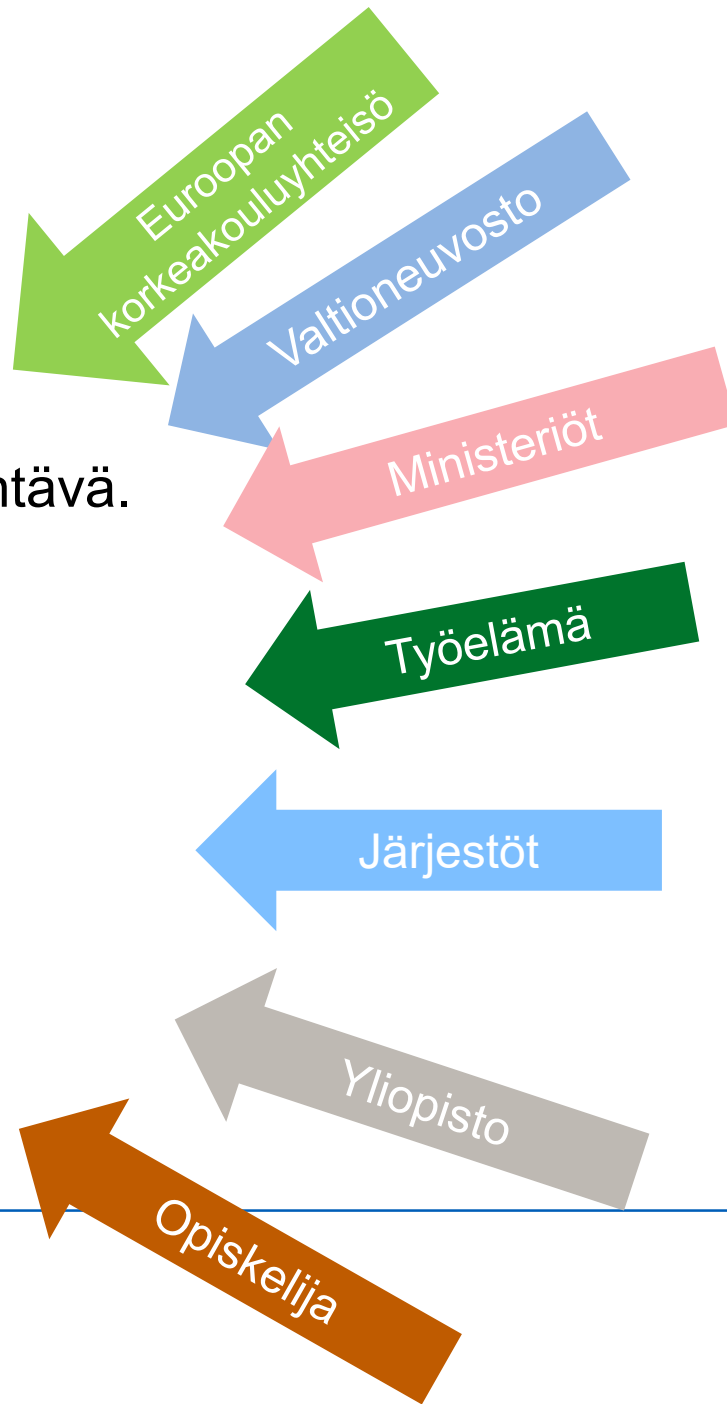 Euroopan
korkeakouluyhteisö
Valtioneuvosto
Ministeriöt
ntävä.
Työelämä
Järjestöt
Yliopisto
Opiskelija